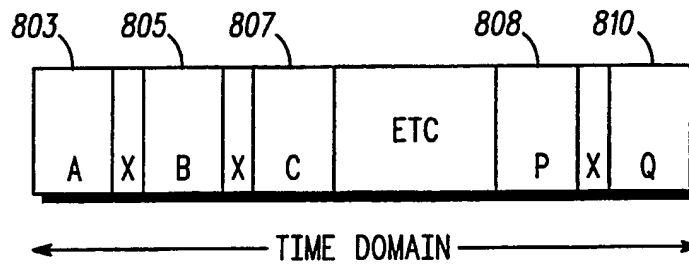 803 805 807 808 810
ETC
A X B X C P X Q
TIME DOMAIN